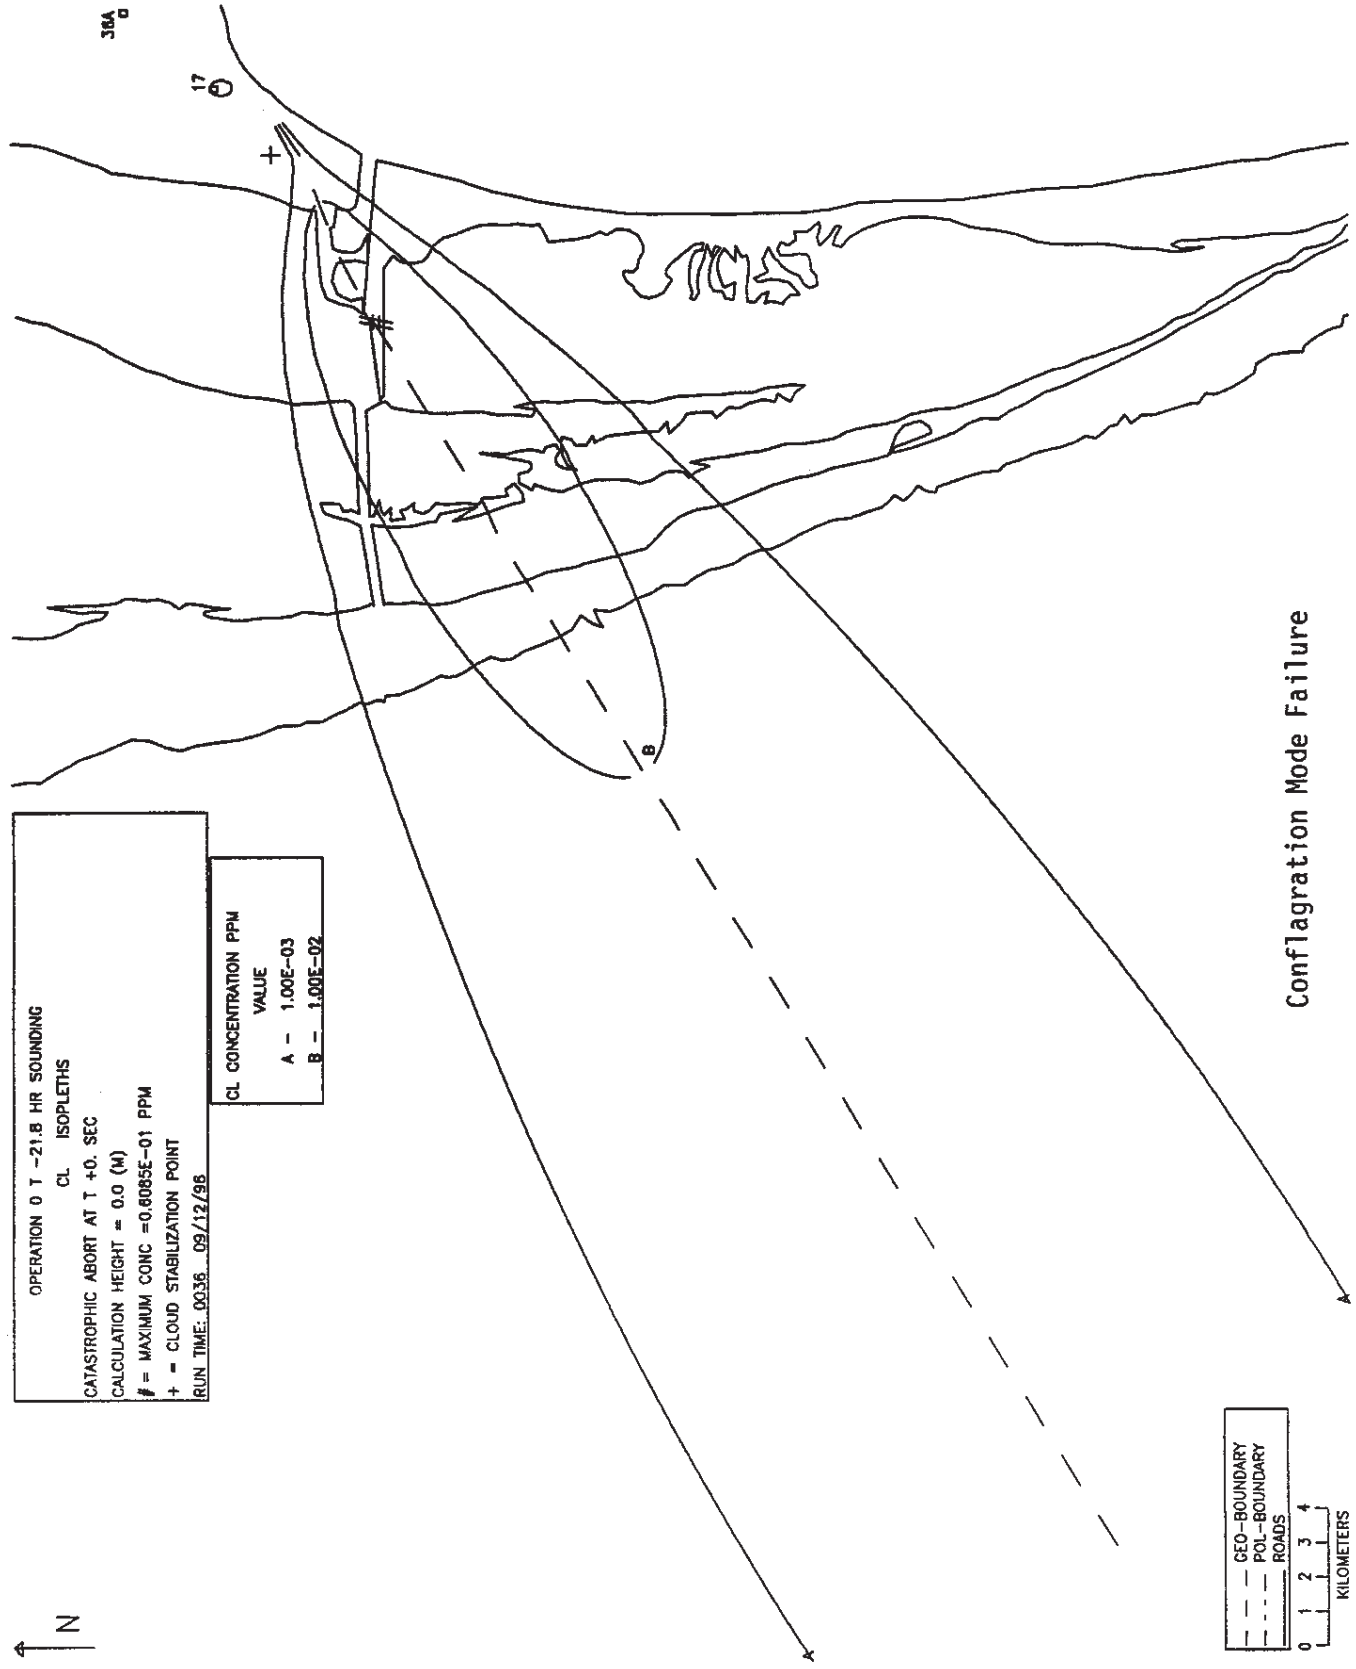 OPERATION 0 T -21.8 HR SOUNDING
CL ISOPLETHS
CATASTROPHIC ABORT AT T +0. SEC
CALCULATION HEIGHT = 0.0 (M)
# = MAXIMUM CONC =0.6085E-01 PPM
+ = CLOUD STABILIZATION POINT
RUN TIME: 0036 09/12/96
CL CONCENTRATION PPM
VALUE
A - 1.00E-03
B - 1.00E-02
36A
17
+
B
A
A
N
GEO-BOUNDARY
POL-BOUNDARY
ROADS
0 1 2 3 4
KILOMETERS
Conflagration Mode Failure